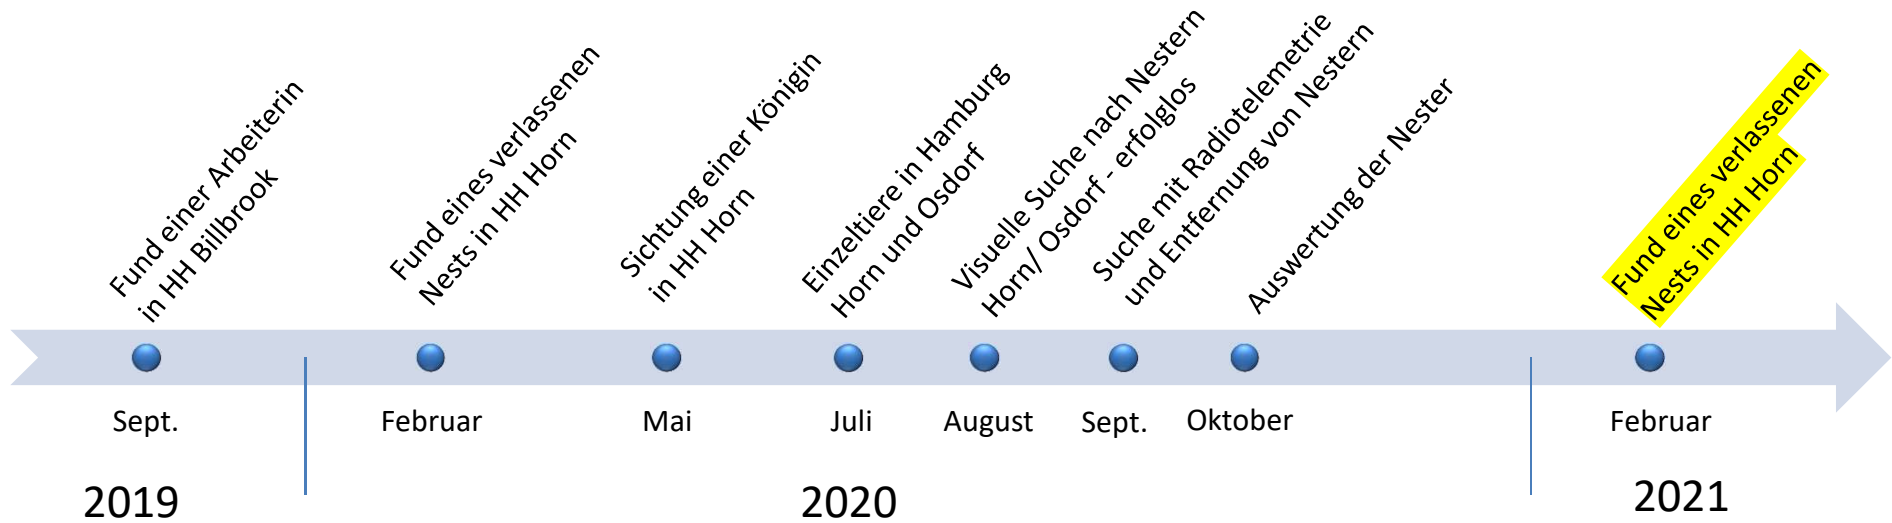 Fund einer Arbeiterin
in HH Billbrook
Fund eines verlassenen
Nests in HH Horn
Sichtung einer Königin
in HH Horn
Einzeltiere in Hamburg
Horn und Osdorf
Visuelle Suche nach Nestern
Horn/ Osdorf - erfolglos
Suche mit Radiotelemetrie
und Entfernung von Nestern
Auswertung der Nester
Fund eines verlassenen
Nests in HH Horn
Sept.
Februar
Mai
Juli
August
Sept.
Oktober
Februar
2019
2020
2021